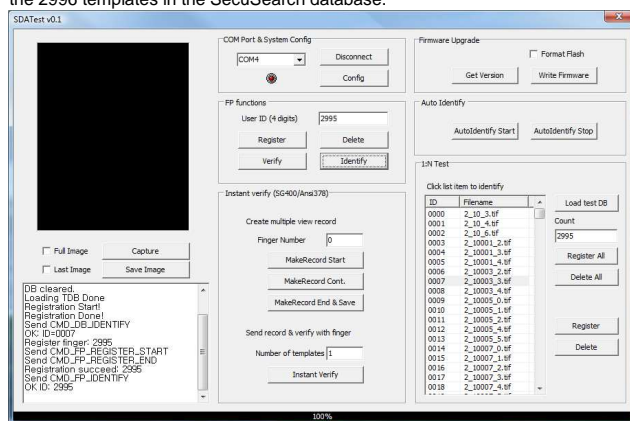 the 2996 templates in the SecuSearch database.
SDATest v0.1
COM Port & System Config
COM4
Disconnect
Config
FP functions
User ID (4 digits)
2995
Register
Delete
Verify
Identify
Instant verify (SG400/Ansi378)
Create multiple view record
Finger Number
0
MakeRecord Start
MakeRecord Cont.
MakeRecord End & Save
Send record & verify with finger
Number of templates
1
Instant Verify
Full Image
Capture
Last Image
Save Image
DB cleared.
Loading TDB Done
Registration Start!
Registration Done!
Send CMD_DB_IDENTIFY
OK: ID=0007
Register finger: 2995
Send CMD_FP_REGISTER_START
Send CMD_FP_REGISTER_END
Registration succeed: 2995
Send CMD_FP_IDENTIFY
OK ID: 2995
Firmware Upgrade
Format Flash
Get Version
Write Firmware
Auto Identify
AutoIdentify Start
AutoIdentify Stop
1:N Test
Click list item to identify
ID Filename
0000 2_10_3.tif
0001 2_10_4.tif
0002 2_10_6.tif
0003 2_10001_2.tif
0004 2_10001_3.tif
0005 2_10001_4.tif
0006 2_10003_2.tif
0007 2_10003_3.tif
0008 2_10003_4.tif
0009 2_10005_0.tif
0010 2_10005_1.tif
0011 2_10005_2.tif
0012 2_10005_4.tif
0013 2_10005_5.tif
0014 2_10007_0.tif
0015 2_10007_1.tif
0016 2_10007_2.tif
0017 2_10007_3.tif
0018 2_10007_4.tif
Load test DB
Count
2995
Register All
Delete All
Register
Delete
100%